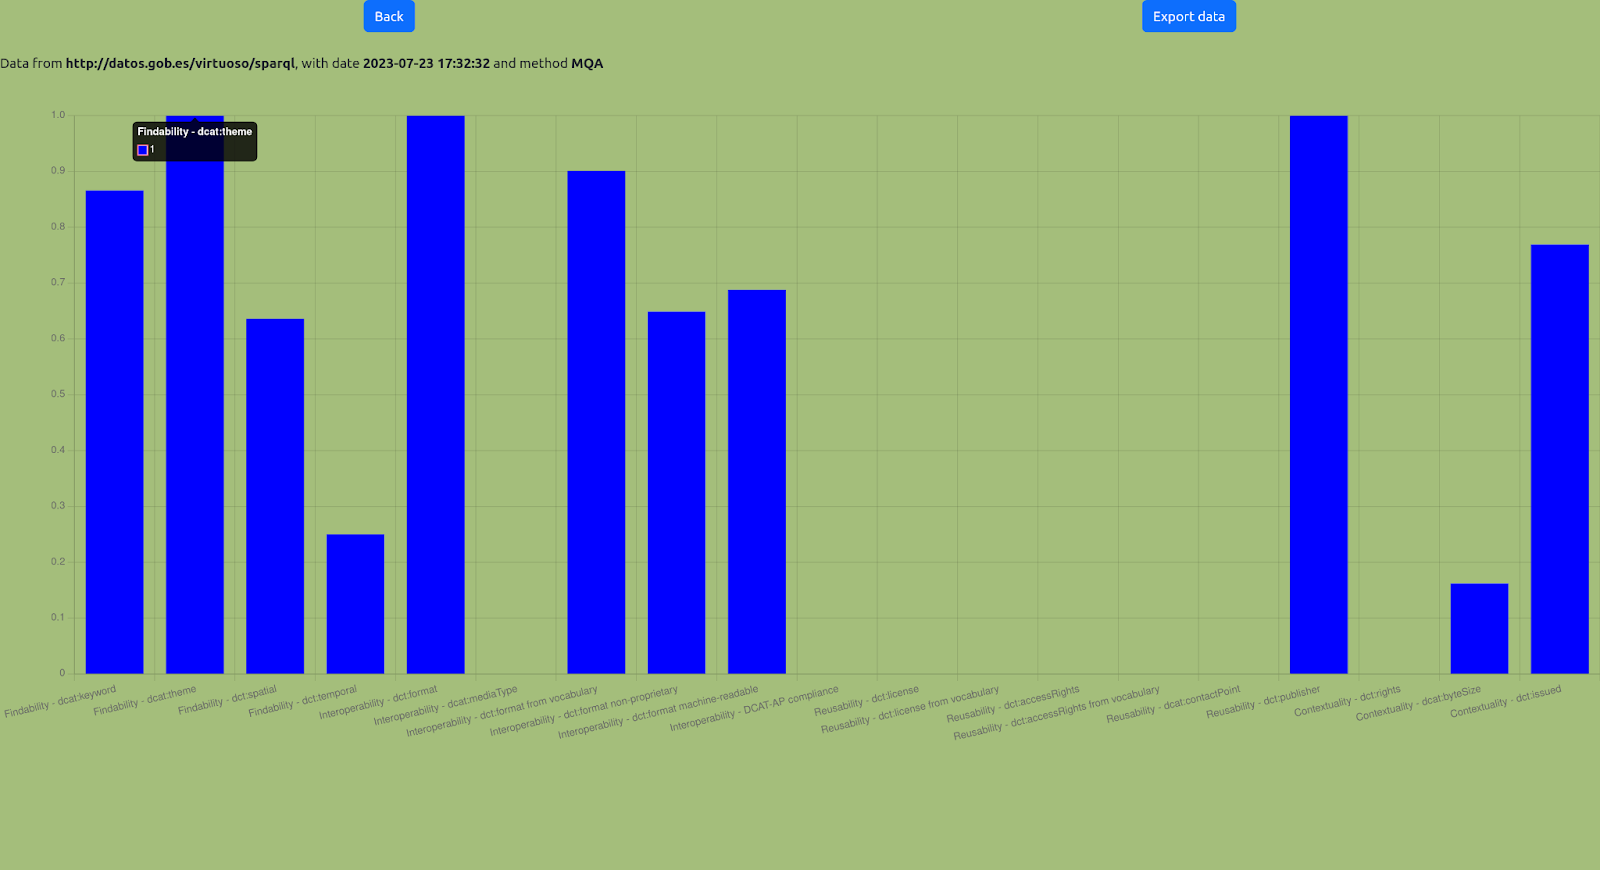 Back
Export data
Data from http://datos.gob.es/virtuoso/sparql, with date 2023-07-23 17:32:32 and method MQA
1.0
Findability - dcat:theme
1
0.9
0.8
0.7
0.6
0.5
0.4
0.3
0.2
0.1
0
Findability - dcat:keyword
Findability - dcat:theme
Findability - dct:spatial
Findability - dct:temporal
Interoperability - dct:format
Interoperability - dcat:mediaType
Interoperability - dct:format from vocabulary
Interoperability - dct:format non-proprietary
Interoperability - dct:format machine-readable
Interoperability - DCAT-AP compliance
Reusability - dct:license
Reusability - dct:license from vocabulary
Reusability - dct:accessRights
Reusability - dct:accessRights from vocabulary
Reusability - dcat:contactPoint
Reusability - dct:publisher
Contextuality - dct:rights
Contextuality - dcat:byteSize
Contextuality - dct:issued